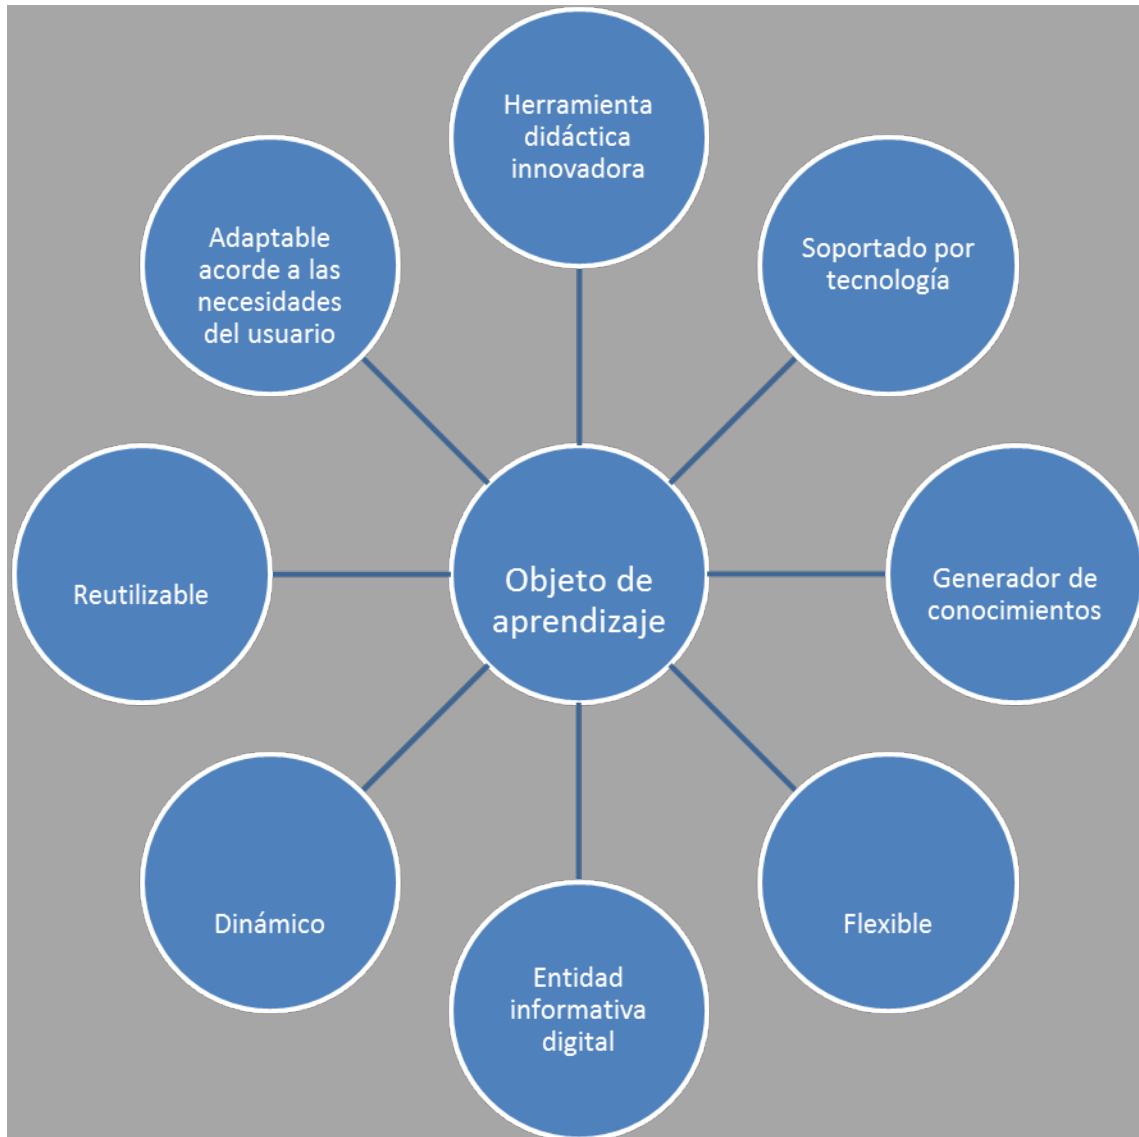 Herramienta
didáctica
innovadora
Soportado por
tecnología
Generador de
conocimientos
Flexible
Entidad
informativa
digital
Dinámico
Reutilizable
Adaptable
acorde a las
necesidades
del usuario
Objeto de
aprendizaje